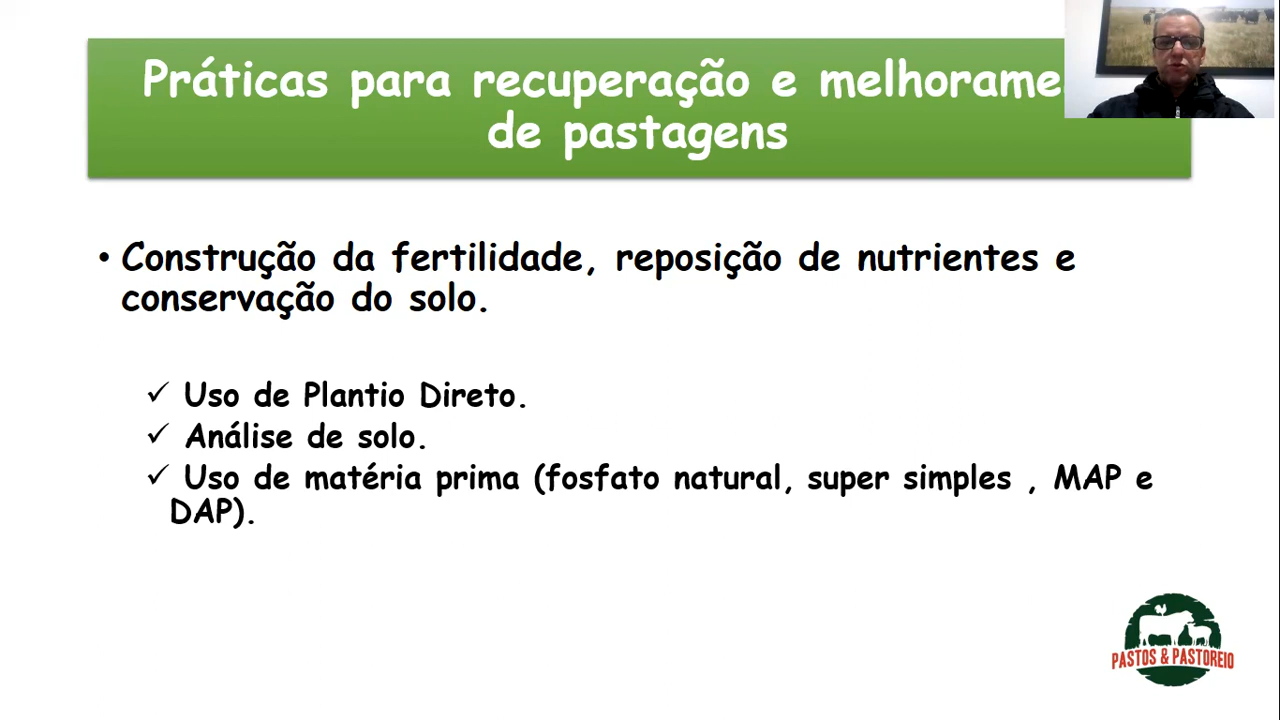 Práticas para recuperação e melhorame
de pastagens
• Construção da fertilidade, reposição de nutrientes e
conservação do solo.
✓ Uso de Plantio Direto.
✓ Análise de solo.
✓ Uso de matéria prima (fosfato natural, super simples , MAP e
DAP).
PASTOS & PASTOREIO